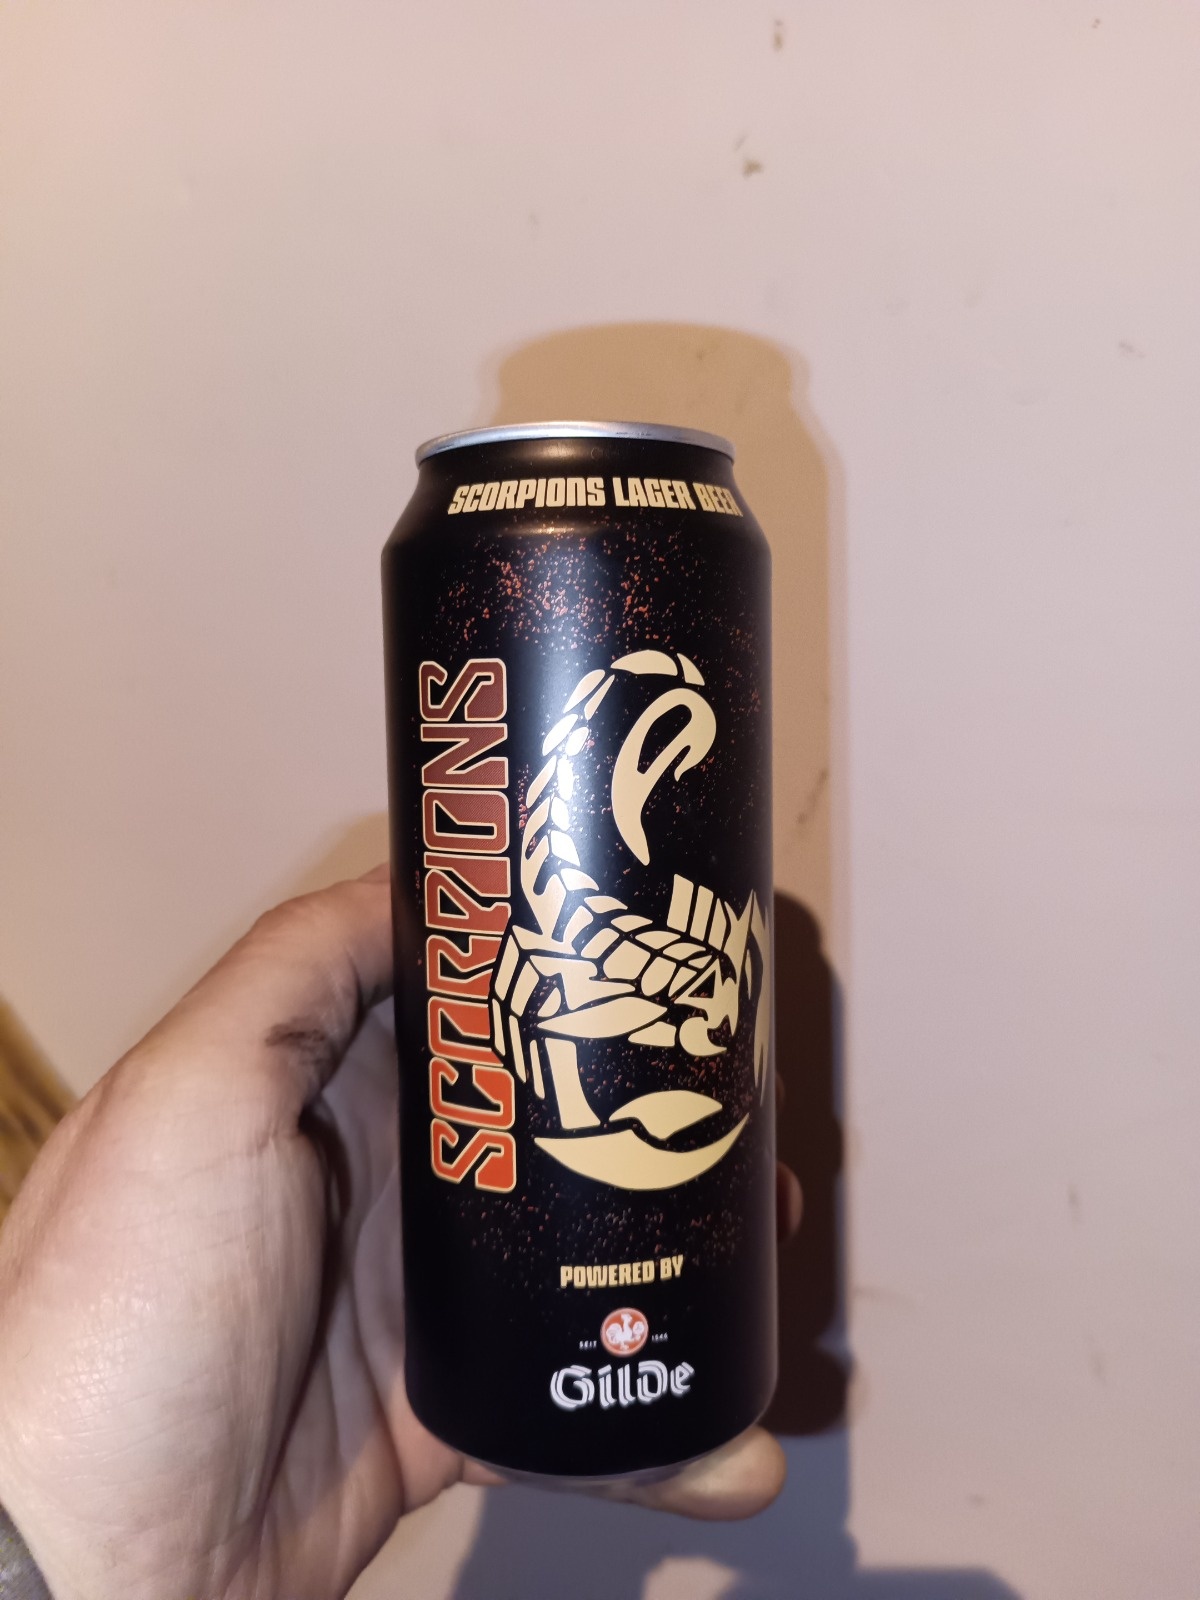 SCORPIONS LAGER BEER
SCORPIONS
POWERED BY
SEIT 1546
Gilde